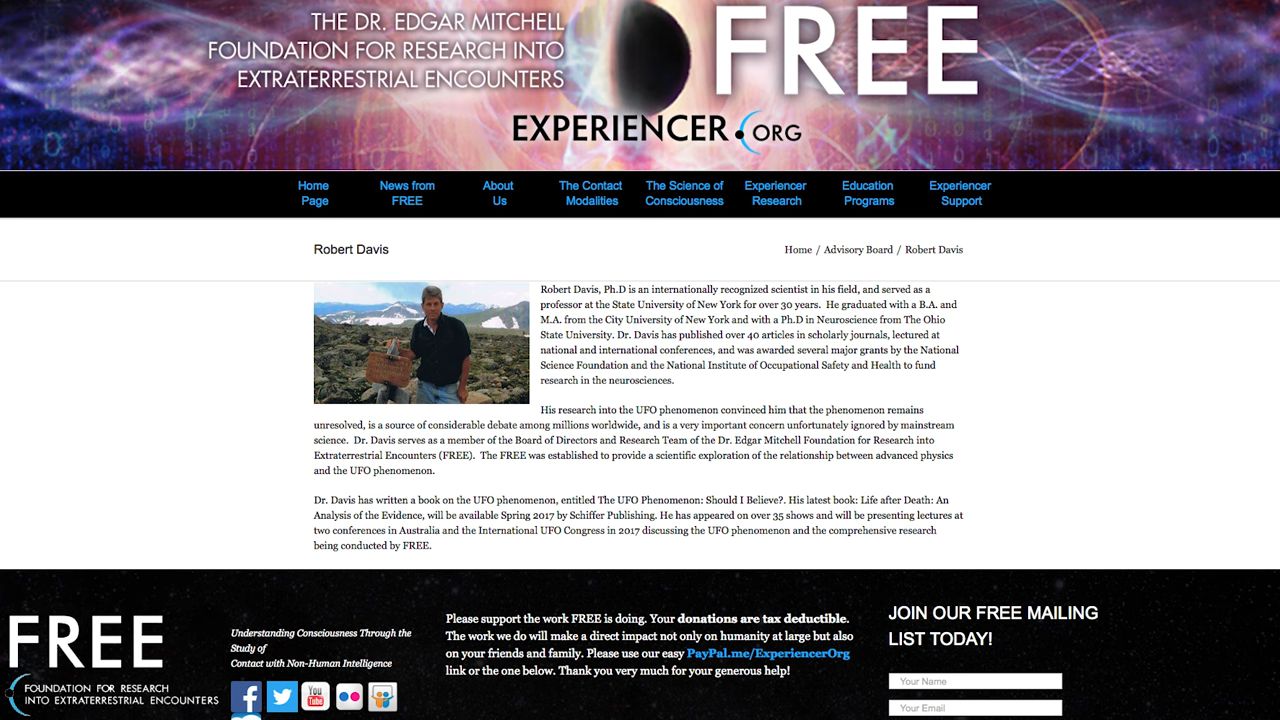 THE DR. EDGAR MITCHELL
FOUNDATION FOR RESEARCH INTO
EXTRATERRESTRIAL ENCOUNTERS
FREE
EXPERIENCER.ORG
Home Page
News from FREE
About Us
The Contact Modalities
The Science of Consciousness
Experiencer Research
Education Programs
Experiencer Support
Robert Davis
Home / Advisory Board / Robert Davis
Robert Davis, Ph.D is an internationally recognized scientist in his field, and served as a
professor at the State University of New York for over 30 years. He graduated with a B.A. and
M.A. from the City University of New York and with a Ph.D in Neuroscience from The Ohio
State University. Dr. Davis has published over 40 articles in scholarly journals, lectured at
national and international conferences, and was awarded several major grants by the National
Science Foundation and the National Institute of Occupational Safety and Health to fund
research in the neurosciences.
His research into the UFO phenomenon convinced him that the phenomenon remains
unresolved, is a source of considerable debate among millions worldwide, and is a very important concern unfortunately ignored by mainstream
science. Dr. Davis serves as a member of the Board of Directors and Research Team of the Dr. Edgar Mitchell Foundation for Research into
Extraterrestrial Encounters (FREE). The FREE was established to provide a scientific exploration of the relationship between advanced physics
and the UFO phenomenon.
Dr. Davis has written a book on the UFO phenomenon, entitled The UFO Phenomenon: Should I Believe?. His latest book: Life after Death: An
Analysis of the Evidence, will be available Spring 2017 by Schiffer Publishing. He has appeared on over 35 shows and will be presenting lectures at
two conferences in Australia and the International UFO Congress in 2017 discussing the UFO phenomenon and the comprehensive research
being conducted by FREE.
FREE
FOUNDATION FOR RESEARCH
INTO EXTRATERRESTRIAL ENCOUNTERS
Understanding Consciousness Through the
Study of
Contact with Non-Human Intelligence
You
Tube
Please support the work FREE is doing. Your donations are tax deductible.
The work we do will make a direct impact not only on humanity at large but also
on your friends and family. Please use our easy PayPal.me/ExperiencerOrg
link or the one below. Thank you very much for your generous help!
JOIN OUR FREE MAILING
LIST TODAY!
Your Name
Your Email